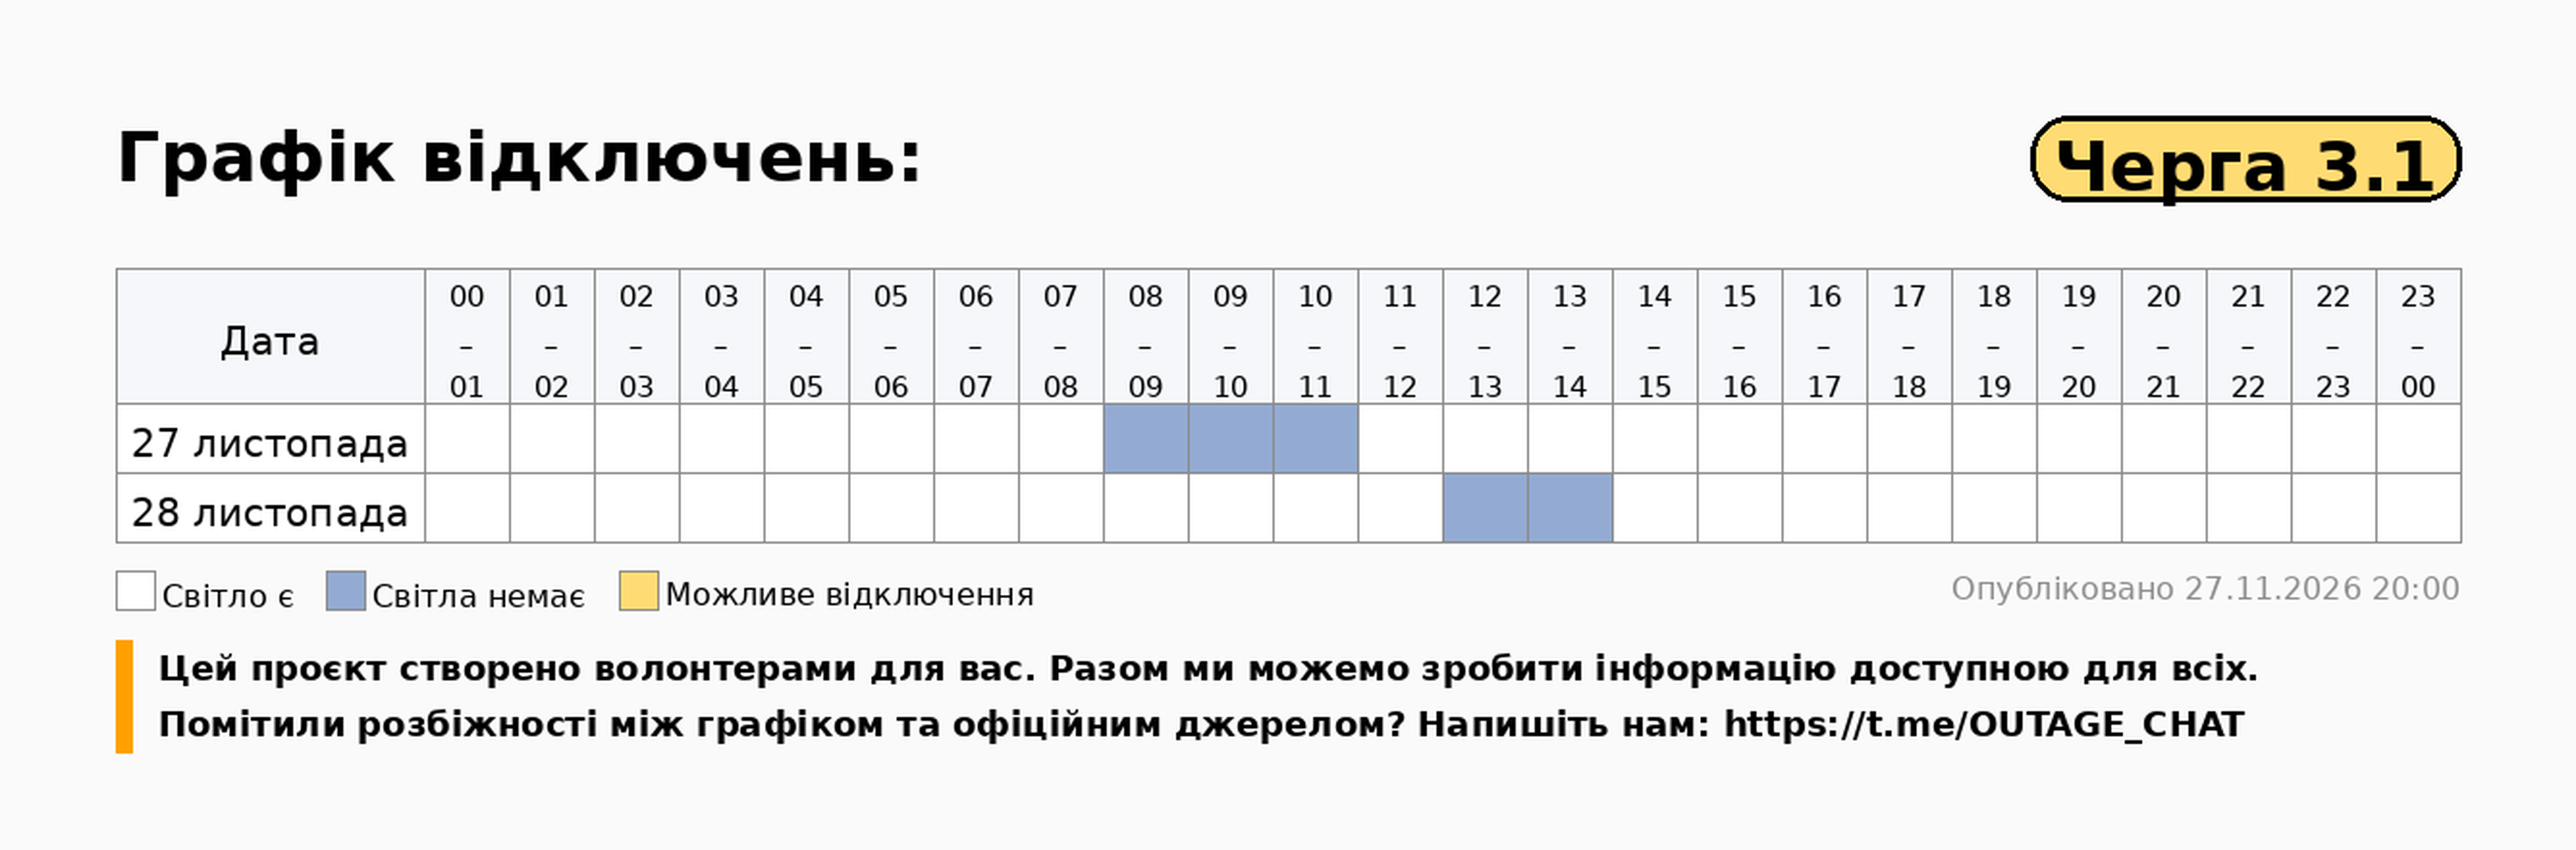 Графік відключень:
Черга 3.1
Дата 00–01 01–02 02–03 03–04 04–05 05–06 06–07 07–08 08–09 09–10 10–11 11–12 12–13 13–14 14–15 15–16 16–17 17–18 18–19 19–20 20–21 21–22 22–23 23–00
27 листопада
28 листопада
Світло є Світла немає Можливе відключення
Опубліковано 27.11.2026 20:00
Цей проєкт створено волонтерами для вас. Разом ми можемо зробити інформацію доступною для всіх.
Помітили розбіжності між графіком та офіційним джерелом? Напишіть нам: https://t.me/OUTAGE_CHAT